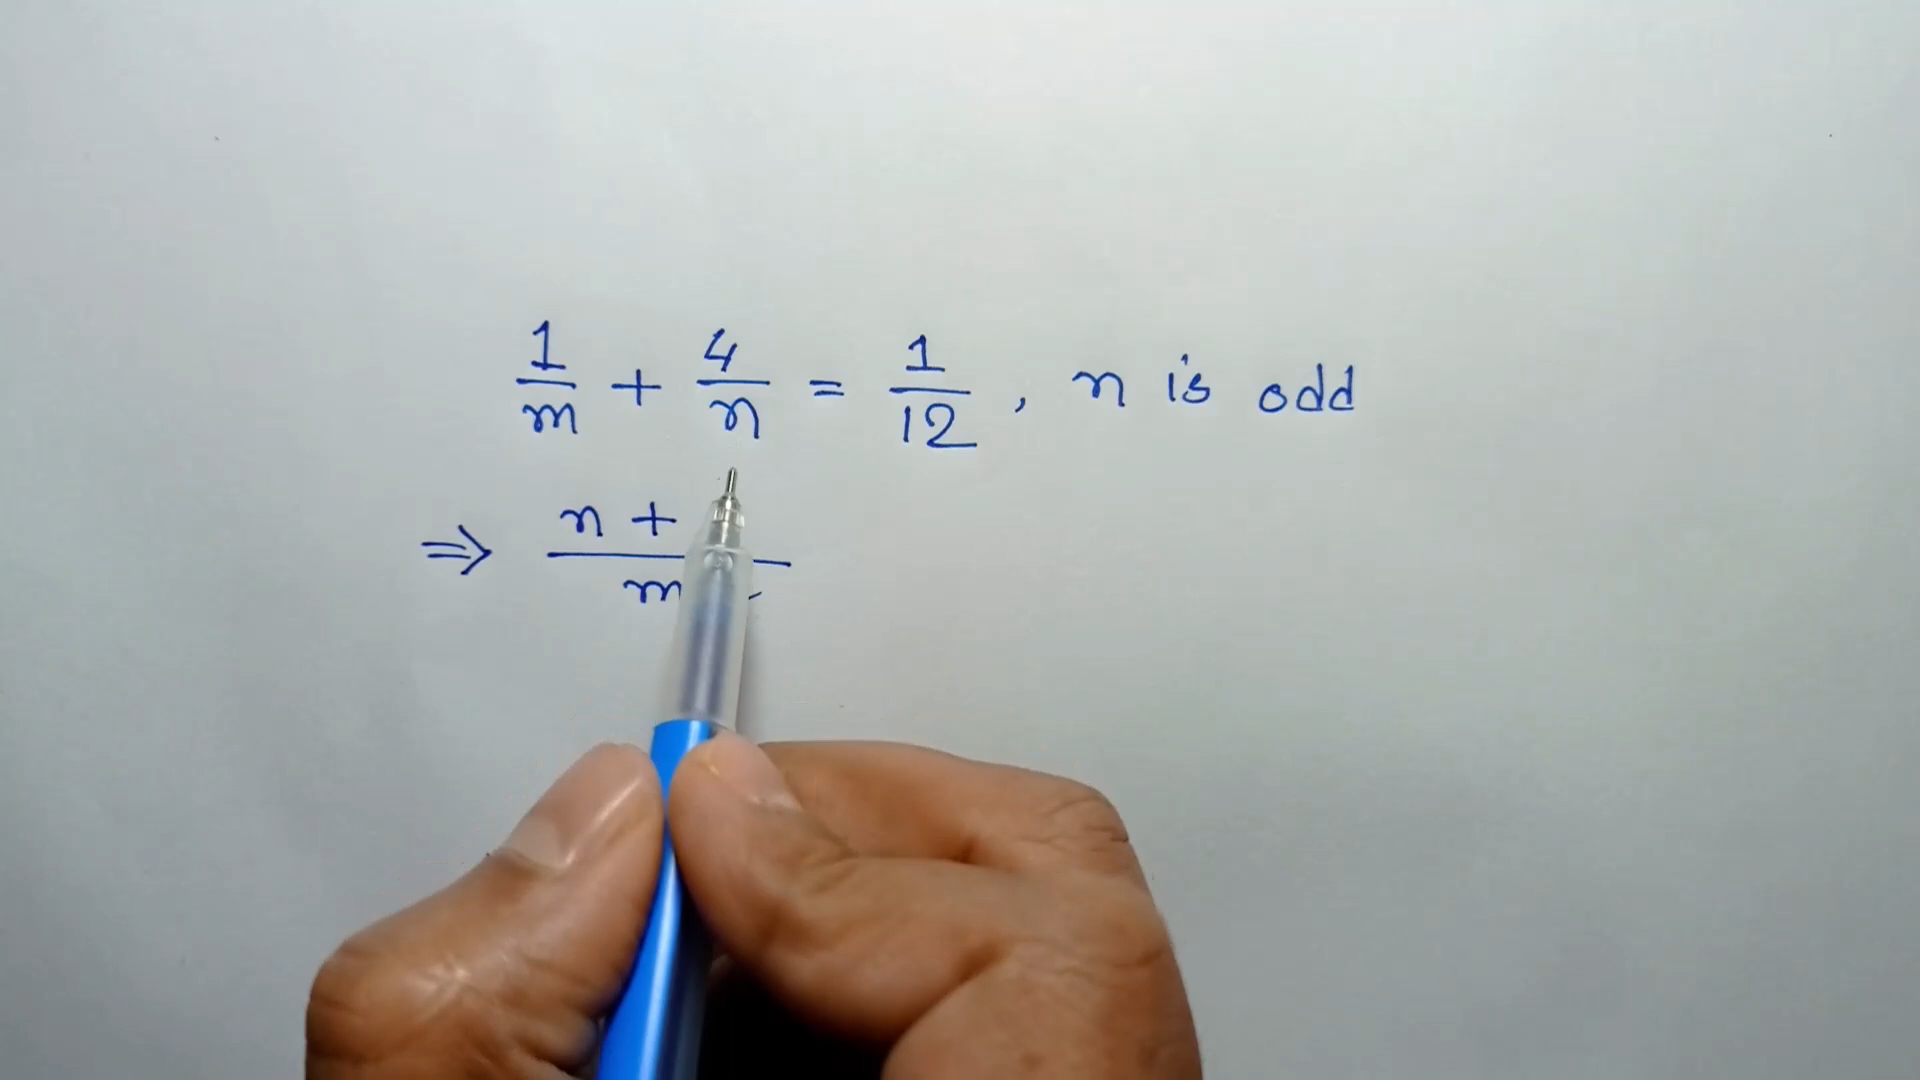 1/m + 4/n = 1/12, n is odd
⇒ n + / m